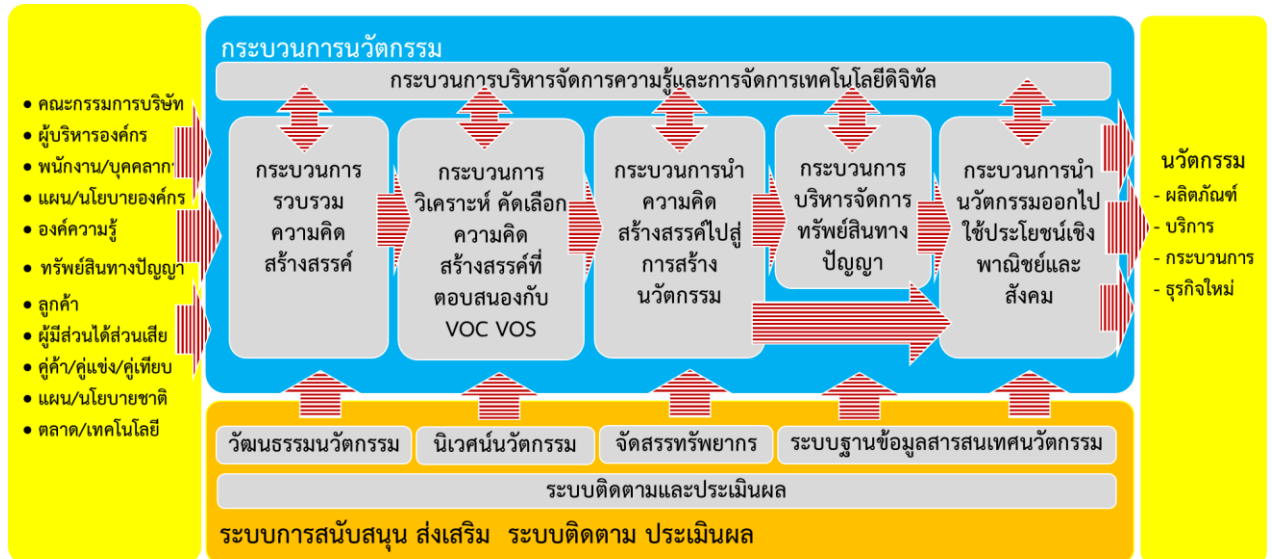 • คณะกรรมการบริษัท
• ผู้บริหารองค์กร
• พนักงาน/บุคคลากร
• แผน/นโยบายองค์กร
• องค์ความรู้
• ทรัพย์สินทางปัญญา
• ลูกค้า
• ผู้มีส่วนได้ส่วนเสีย
• คู่ค้า/คู่แข่ง/คู่เทียบ
• แผน/นโยบายชาติ
• ตลาด/เทคโนโลยี
กระบวนการนวัตกรรม
กระบวนการบริหารจัดการความรู้และการจัดการเทคโนโลยีดิจิทัล
กระบวนการ
รวบรวม
ความคิด
สร้างสรรค์
กระบวนการ
วิเคราะห์ คัดเลือก
ความคิด
สร้างสรรค์ที่
ตอบสนองกับ
VOC VOS
กระบวนการนำ
ความคิด
สร้างสรรค์ไปสู่
การสร้าง
นวัตกรรม
กระบวนการ
บริหารจัดการ
ทรัพย์สินทาง
ปัญญา
กระบวนการนำ
นวัตกรรมออกไป
ใช้ประโยชน์เชิง
พาณิชย์และ
สังคม
วัฒนธรรมนวัตกรรม
นิเวศน์นวัตกรรม
จัดสรรทรัพยากร
ระบบฐานข้อมูลสารสนเทศนวัตกรรม
ระบบติดตามและประเมินผล
ระบบการสนับสนุน ส่งเสริม ระบบติดตาม ประเมินผล
นวัตกรรม
- ผลิตภัณฑ์
- บริการ
- กระบวนการ
- ธุรกิจใหม่